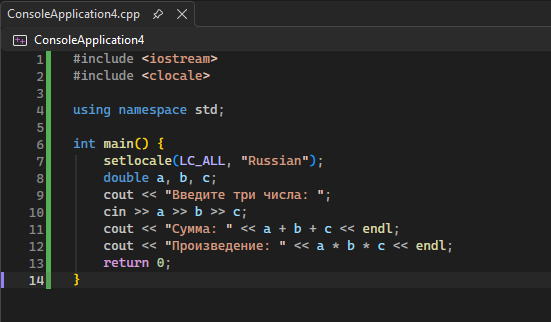 ConsoleApplication4.cpp
ConsoleApplication4
1 #include <iostream>
2 #include <clocale>
3
4 using namespace std;
5
6 int main() {
7 setlocale(LC_ALL, "Russian");
8 double a, b, c;
9 cout << "Введите три числа: ";
10 cin >> a >> b >> c;
11 cout << "Сумма: " << a + b + c << endl;
12 cout << "Произведение: " << a * b * c << endl;
13 return 0;
14 }